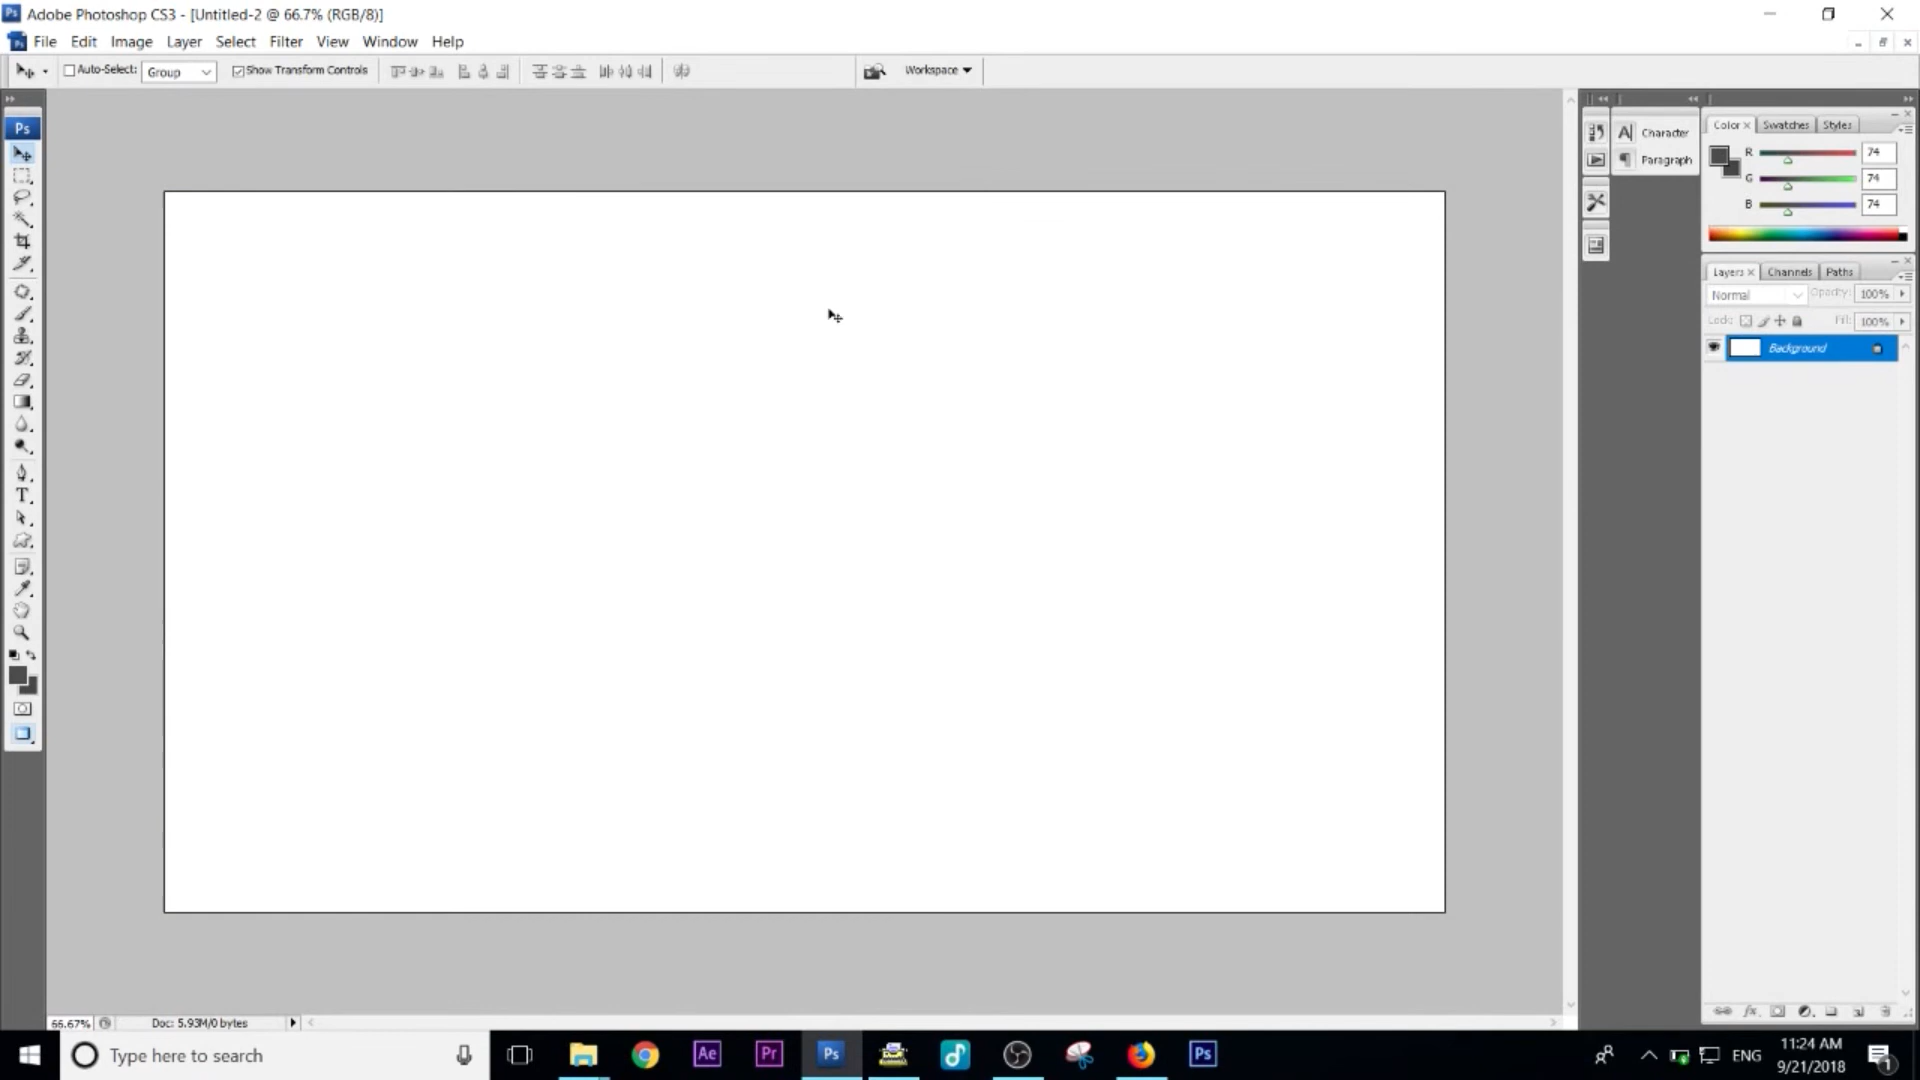 Ps Adobe Photoshop CS3 - [Untitled-2 @ 66.7% (RGB/8)]
Ps File Edit Image Layer Select Filter View Window Help
Auto-Select: Group Show Transform Controls Workspace
Ps
Color Swatches Styles
Character
Paragraph
R 74
G 74
B 74
Layers Channels Paths
Normal Opacity: 100%
Lock: Fill: 100%
Background
T
66.67% Doc: 5.93M/0 bytes
Type here to search Ae Pr Ps Ps ENG 11:24 AM
9/21/2018 1